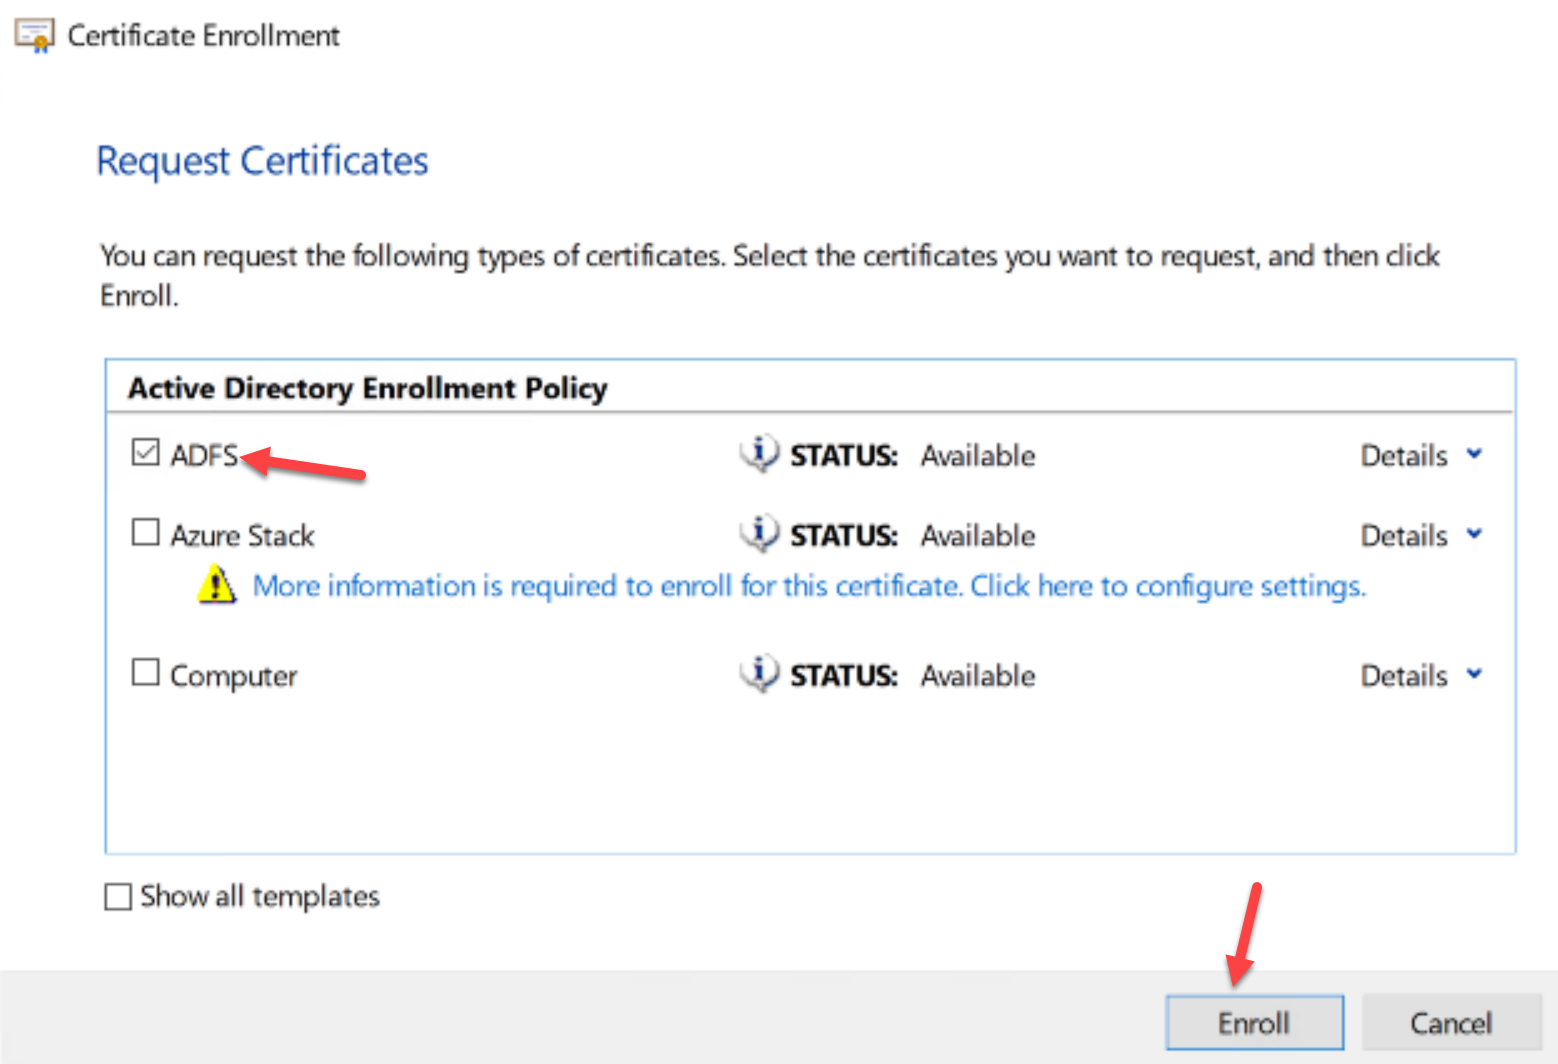 Certificate Enrollment
Request Certificates
You can request the following types of certificates. Select the certificates you want to request, and then click
Enroll.
Active Directory Enrollment Policy
ADFS STATUS: Available Details
Azure Stack STATUS: Available Details
More information is required to enroll for this certificate. Click here to configure settings.
Computer STATUS: Available Details
Show all templates
Enroll Cancel